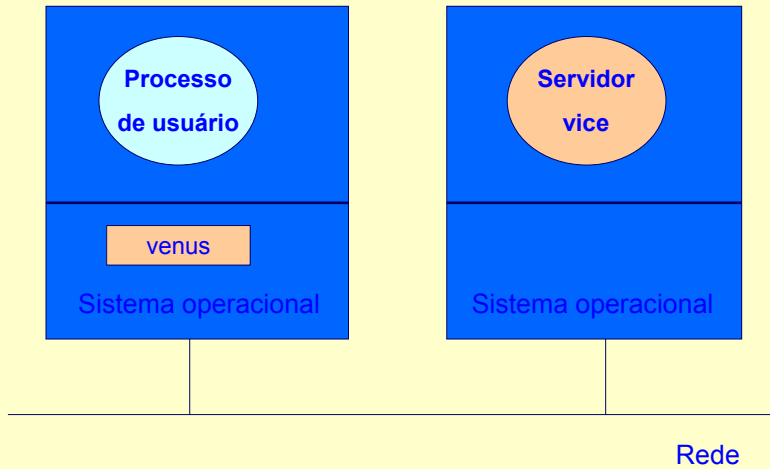 Processo
de usuário
Servidor
vice
venus
Sistema operacional
Sistema operacional
Rede